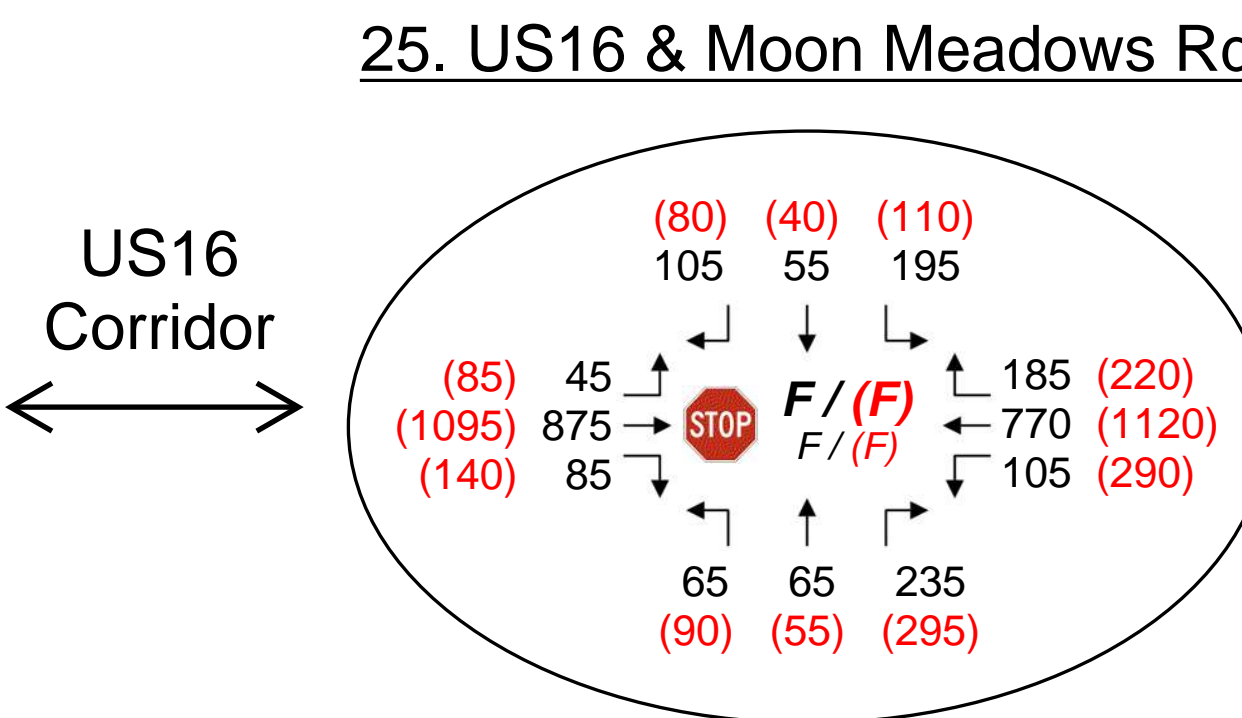 25. US16 & Moon Meadows
US16
Corridor
(80) (40) (110)
105 55 195
(85) 45 185 (220)
(1095) 875 STOP F / (F) 770 (1120)
F / (F)
(140) 85 105 (290)
65 65 235
(90) (55) (295)